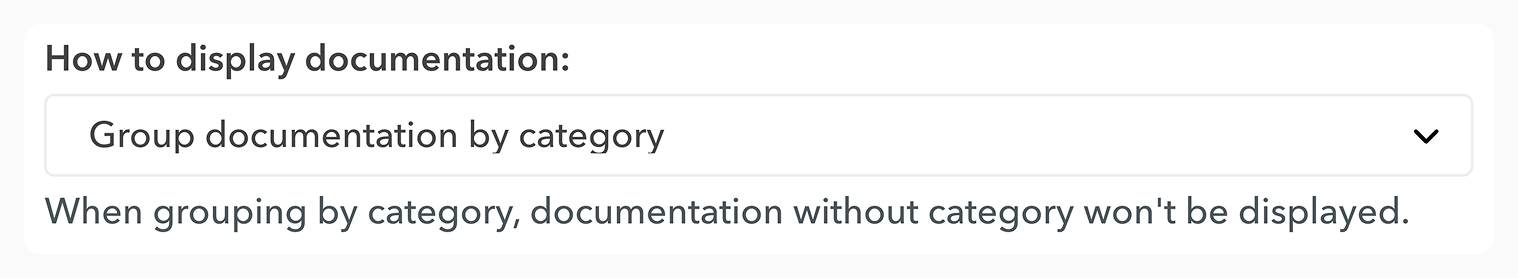 How to display documentation:
Group documentation by category
When grouping by category, documentation without category won't be displayed.